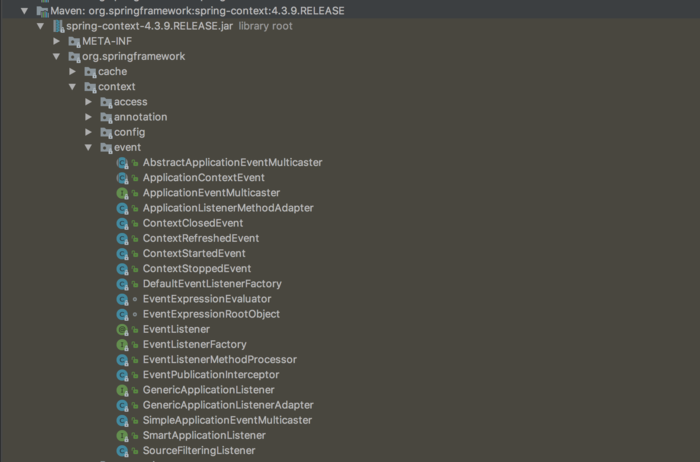 Maven: org.springframework:spring-context:4.3.9.RELEASE
spring-context-4.3.9.RELEASE.jar library root
META-INF
org.springframework
cache
context
access
annotation
config
event
AbstractApplicationEventMulticaster
ApplicationContextEvent
ApplicationEventMulticaster
ApplicationListenerMethodAdapter
ContextClosedEvent
ContextRefreshedEvent
ContextStartedEvent
ContextStoppedEvent
DefaultEventListenerFactory
EventExpressionEvaluator
EventExpressionRootObject
EventListener
EventListenerFactory
EventListenerMethodProcessor
EventPublicationInterceptor
GenericApplicationListener
GenericApplicationListenerAdapter
SimpleApplicationEventMulticaster
SmartApplicationListener
SourceFilteringListener